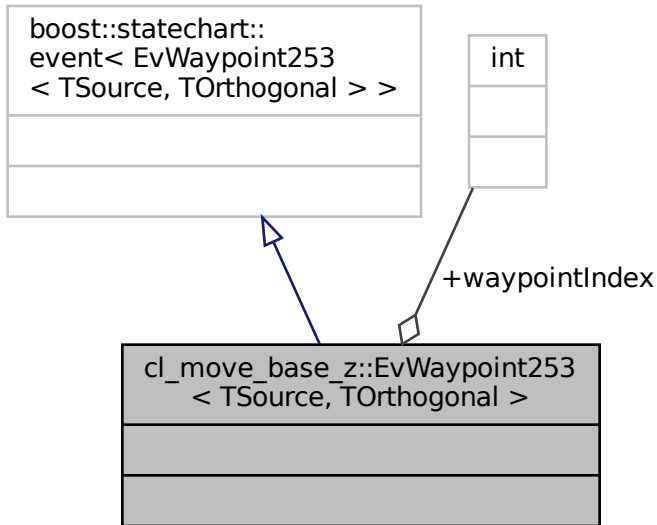 boost::statechart::
event< EvWaypoint253
< TSource, TOrthogonal > >
int
+waypointIndex
cl_move_base_z::EvWaypoint253
< TSource, TOrthogonal >